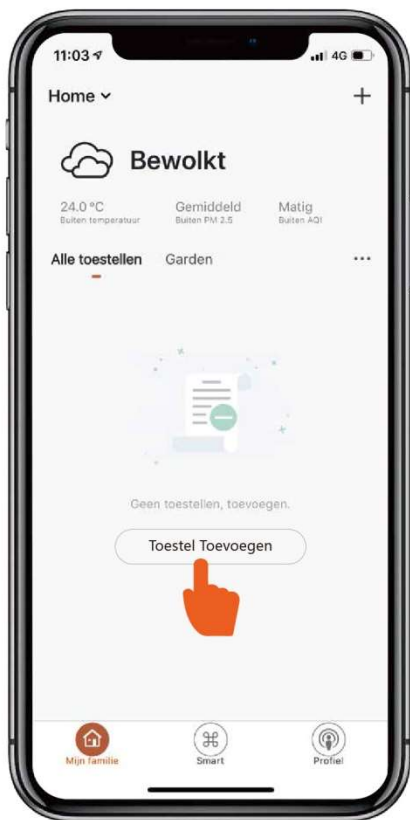 11:03
4G
Home
Bewolkt
24.0 °C Gemiddeld Matig
Buiten temperatuur Buiten PM 2.5 Buiten AQI
Alle toestellen Garden
Geen toestellen, toevoegen.
Toestel Toevoegen
Mijn familie Smart Profiel